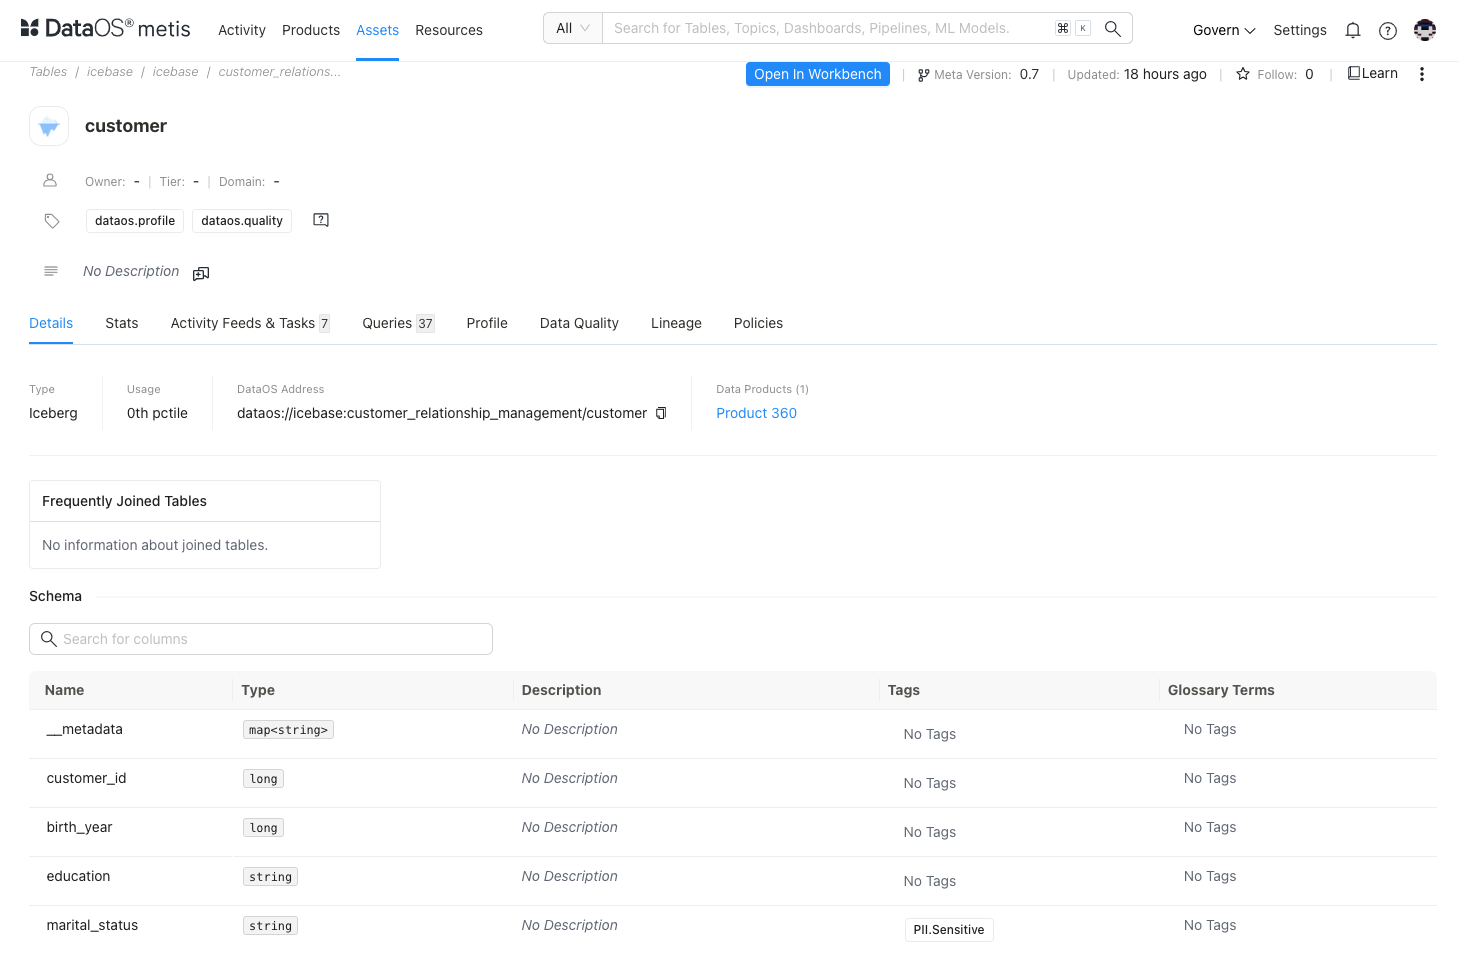 DataOS® metis
Activity Products Assets Resources
All Search for Tables, Topics, Dashboards, Pipelines, ML Models. ⌘ K
Govern Settings
Tables / icebase / icebase / customer_relations...
Open In Workbench | Meta Version: 0.7 | Updated: 18 hours ago | Follow: 0 | Learn
customer
Owner: - | Tier: - | Domain: -
dataos.profile dataos.quality
No Description
Details Stats Activity Feeds & Tasks 7 Queries 37 Profile Data Quality Lineage Policies
Type Usage DataOS Address Data Products (1)
Iceberg 0th pctile dataos://icebase:customer_relationship_management/customer Product 360
Frequently Joined Tables
No information about joined tables.
Schema
Search for columns
Name Type Description Tags Glossary Terms
__metadata map<string> No Description No Tags No Tags
customer_id long No Description No Tags No Tags
birth_year long No Description No Tags No Tags
education string No Description No Tags No Tags
marital_status string No Description PII.Sensitive No Tags